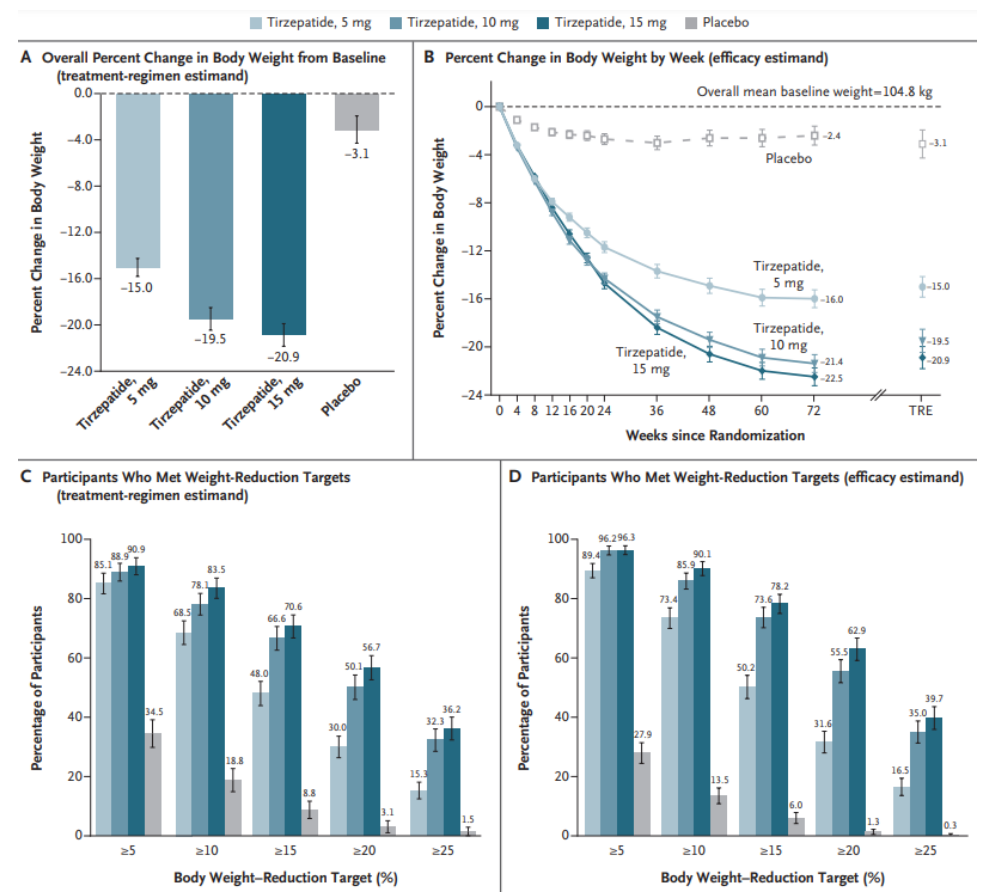 Tirzepatide, 5 mg Tirzepatide, 10 mg Tirzepatide, 15 mg Placebo
A Overall Percent Change in Body Weight from Baseline
(treatment-regimen estimand)
Percent Change in Body Weight
0.0
−4.0
−8.0
−12.0
−16.0
−20.0
−24.0
−15.0
−19.5
−20.9
−3.1
Tirzepatide,
5 mg
Tirzepatide,
10 mg
Tirzepatide,
15 mg
Placebo
B Percent Change in Body Weight by Week (efficacy estimand)
Percent Change in Body Weight
0
−4
−8
−12
−16
−20
−24
Overall mean baseline weight=104.8 kg
−2.4
−3.1
Placebo
Tirzepatide,
5 mg
−16.0
−15.0
Tirzepatide,
10 mg
−21.4
−19.5
Tirzepatide,
15 mg
−22.5
−20.9
0 4 8 12 16 20 24 36 48 60 72 TRE
Weeks since Randomization
C Participants Who Met Weight-Reduction Targets
(treatment-regimen estimand)
Percentage of Participants
100
80
60
40
20
0
85.1 88.9 90.9 34.5
68.5 78.1 83.5 18.8
48.0 66.6 70.6 8.8
30.0 50.1 56.7 3.1
15.3 32.3 36.2 1.5
≥5 ≥10 ≥15 ≥20 ≥25
Body Weight–Reduction Target (%)
D Participants Who Met Weight-Reduction Targets (efficacy estimand)
Percentage of Participants
100
80
60
40
20
0
89.4 96.2 96.3 27.9
73.4 85.9 90.1 13.5
50.2 73.6 78.2 6.0
31.6 55.5 62.9 1.3
16.5 35.0 39.7 0.3
≥5 ≥10 ≥15 ≥20 ≥25
Body Weight–Reduction Target (%)